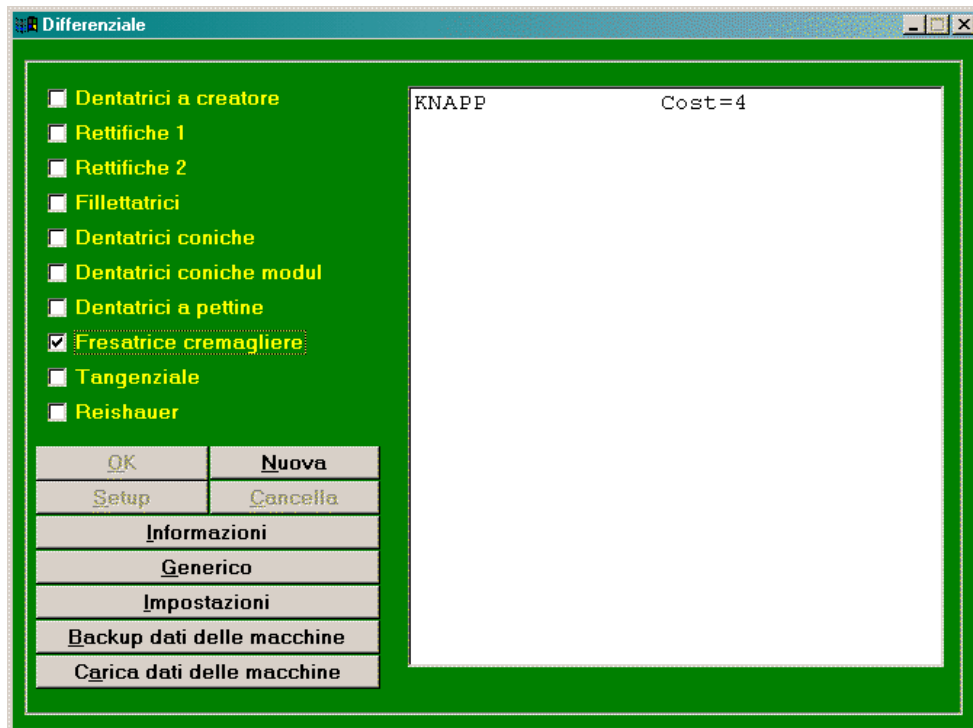 Differenziale
Dentatrici a creatore
Rettifiche 1
Rettifiche 2
Fillettatrici
Dentatrici coniche
Dentatrici coniche modul
Dentatrici a pettine
Fresatrice cremagliere
Tangenziale
Reishauer
OK Nuova
Setup Cancella
Informazioni
Generico
Impostazioni
Backup dati delle macchine
Carica dati delle macchine
KNAPP Cost=4